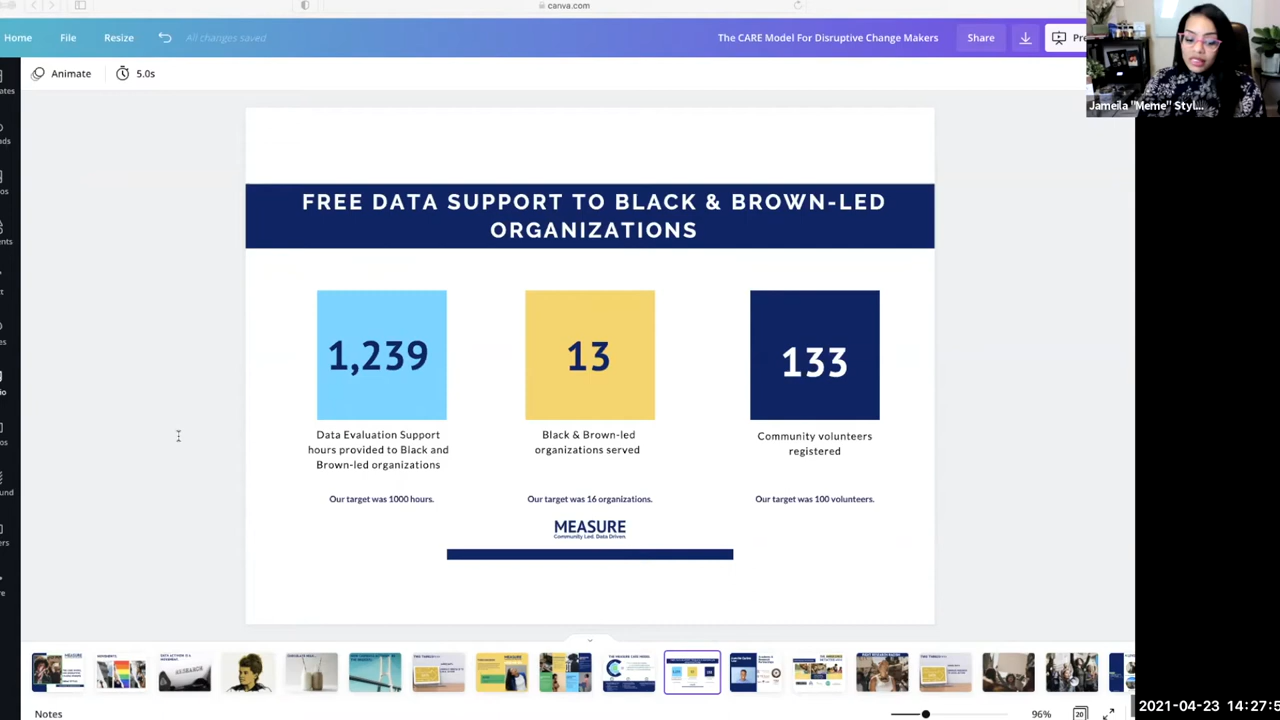 canva.com
Home
File
Resize
All changes saved
The CARE Model For Disruptive Change Makers
Share
Animate
5.0s
Jameila "Meme" Styl...
FREE DATA SUPPORT TO BLACK & BROWN-LED
ORGANIZATIONS
1,239
13
133
Data Evaluation Support
hours provided to Black and
Brown-led organizations
Black & Brown-led
organizations served
Community volunteers
registered
Our target was 1000 hours.
Our target was 16 organizations.
Our target was 100 volunteers.
MEASURE
Community Led. Data Driven.
Notes
96%
20
2021-04-23 14:27:5